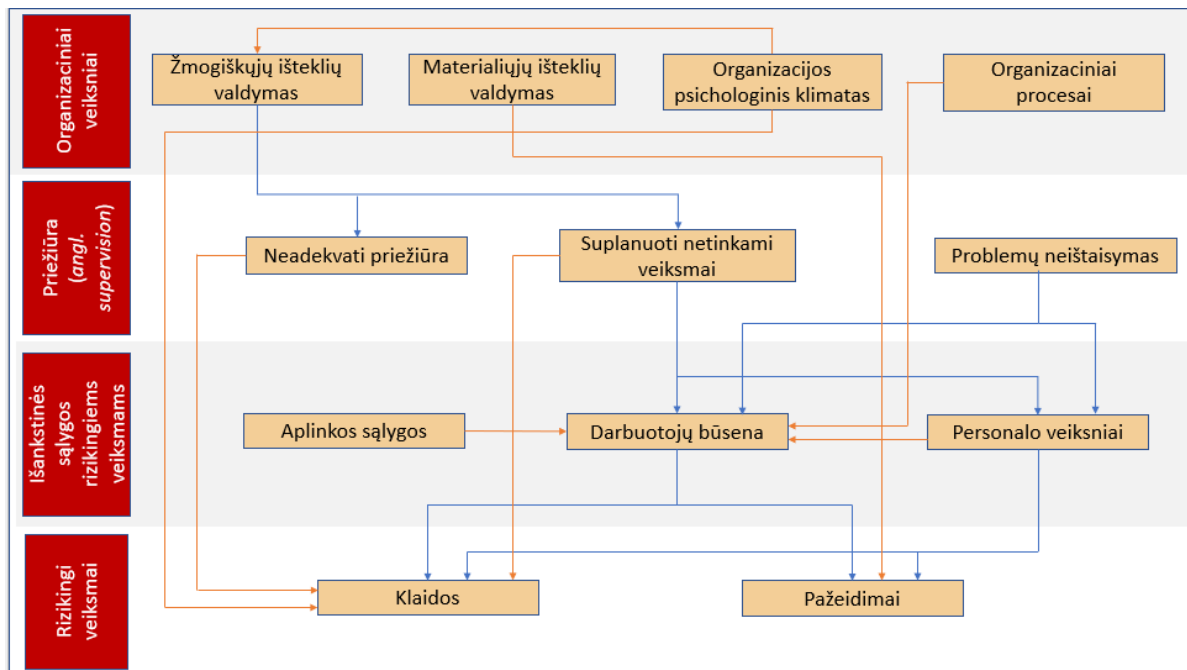 Organizaciniai
veiksniai
Žmogiškųjų išteklių
valdymas
Materialiųjų išteklių
valdymas
Organizacijos
psichologinis klimatas
Organizaciniai
procesai
Priežiūra
(angl.
supervision)
Neadekvati priežiūra
Suplanuoti netinkami
veiksmai
Problemų neištaisymas
Išankstinės
sąlygos
rizikingiems
veiksmams
Aplinkos sąlygos
Darbuotojų būsena
Personalo veiksniai
Rizikingi
veiksmai
Klaidos
Pažeidimai